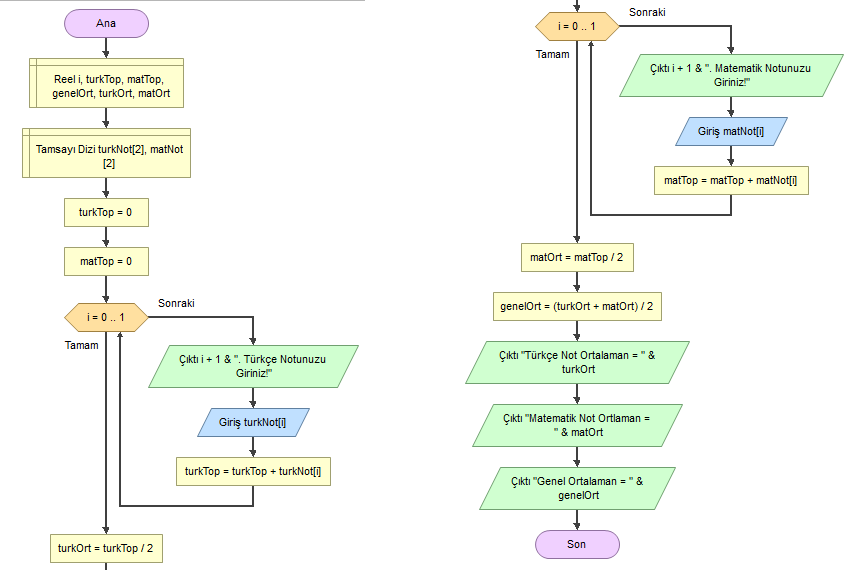 Ana
Reel i, turkTop, matTop,
genelOrt, turkOrt, matOrt
Tamsayı Dizi turkNot[2], matNot
[2]
turkTop = 0
matTop = 0
i = 0 .. 1
Sonraki
Tamam
Çıktı i + 1 & ". Türkçe Notunuzu
Giriniz!"
Giriş turkNot[i]
turkTop = turkTop + turkNot[i]
turkOrt = turkTop / 2
i = 0 .. 1
Sonraki
Tamam
Çıktı i + 1 & ". Matematik Notunuzu
Giriniz!"
Giriş matNot[i]
matTop = matTop + matNot[i]
matOrt = matTop / 2
genelOrt = (turkOrt + matOrt) / 2
Çıktı "Türkçe Not Ortalaman = " &
turkOrt
Çıktı "Matematik Not Ortlaman =
" & matOrt
Çıktı "Genel Ortalaman = " &
genelOrt
Son